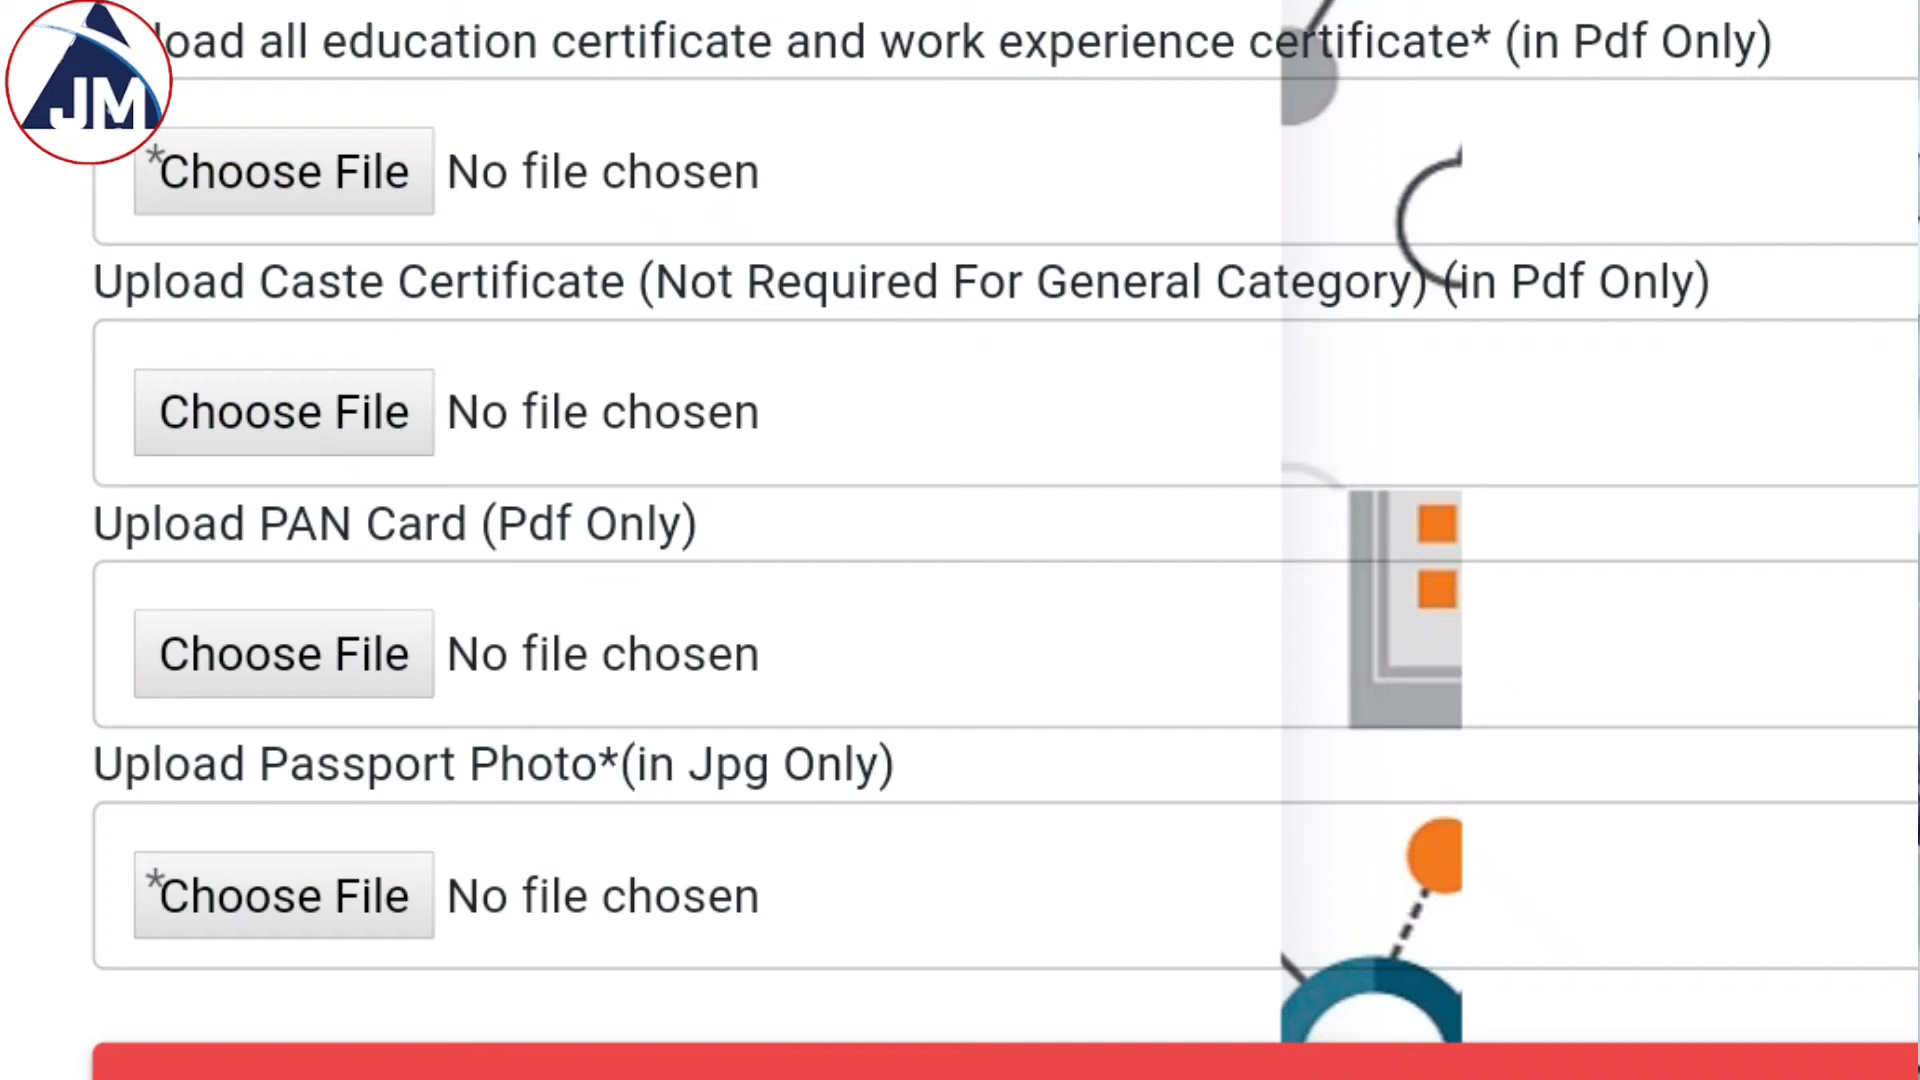 JM
load all education certificate and work experience certificate* (in Pdf Only)
*Choose File No file chosen
Upload Caste Certificate (Not Required For General Category) (in Pdf Only)
Choose File No file chosen
Upload PAN Card (Pdf Only)
Choose File No file chosen
Upload Passport Photo*(in Jpg Only)
*Choose File No file chosen